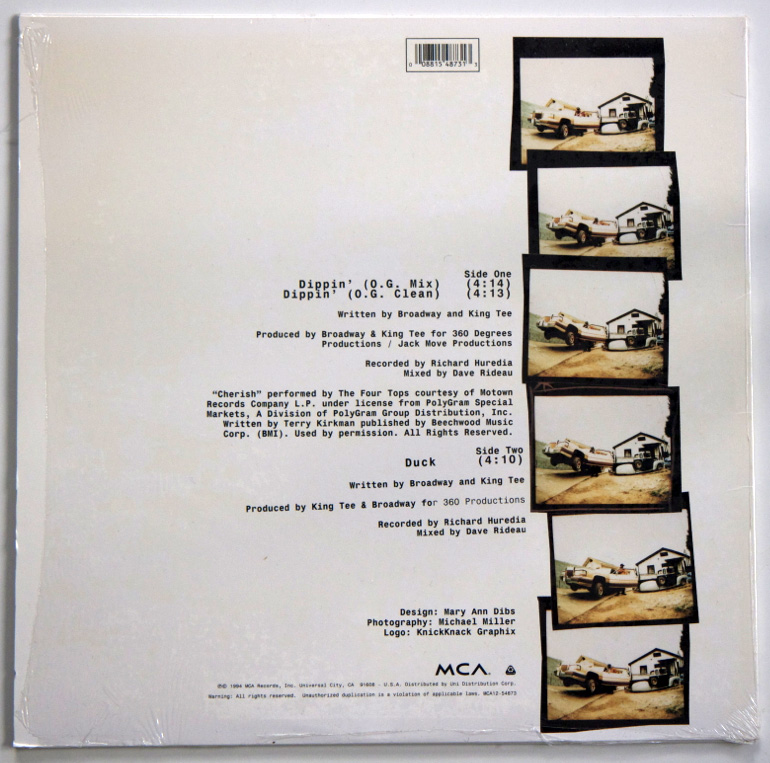 0 08815 48731 3
Side One
Dippin' (O.G. Mix) (4:14)
Dippin' (O.G. Clean) (4:13)
Written by Broadway and King Tee
Produced by Broadway & King Tee for 360 Degrees
Productions / Jack Move Productions
Recorded by Richard Huredia
Mixed by Dave Rideau
“Cherish” performed by The Four Tops courtesy of Motown
Records Company L.P. under license from PolyGram Special
Markets, A Division of PolyGram Group Distribution, Inc.
Written by Terry Kirkman published by Beechwood Music
Corp. (BMI). Used by permission. All Rights Reserved.
Side Two
Duck (4:10)
Written by Broadway and King Tee
Produced by King Tee & Broadway for 360 Productions
Recorded by Richard Huredia
Mixed by Dave Rideau
Design: Mary Ann Dibs
Photography: Michael Miller
Logo: KnickKnack Graphix
MCA
℗© 1994 MCA Records, Inc. Universal City, CA - U.S.A. Distributed by Uni Distribution Corp.
Warning: All rights reserved. Unauthorized duplication is a violation of applicable laws.